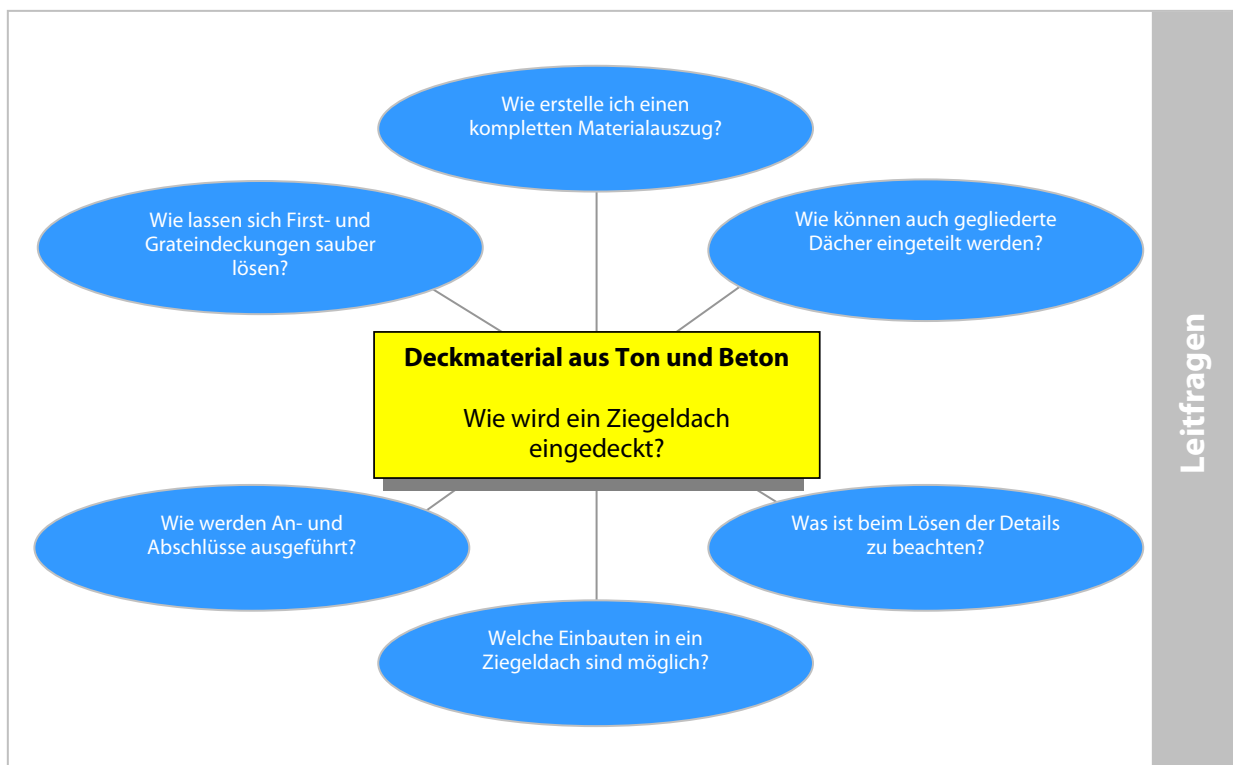 Wie erstelle ich einen
kompletten Materialauszug?
Wie lassen sich First- und
Grateindeckungen sauber
lösen?
Wie können auch gegliederte
Dächer eingeteilt werden?
Deckmaterial aus Ton und Beton
Wie wird ein Ziegeldach
eingedeckt?
Wie werden An- und
Abschlüsse ausgeführt?
Was ist beim Lösen der Details
zu beachten?
Welche Einbauten in ein
Ziegeldach sind möglich?
Leitfragen